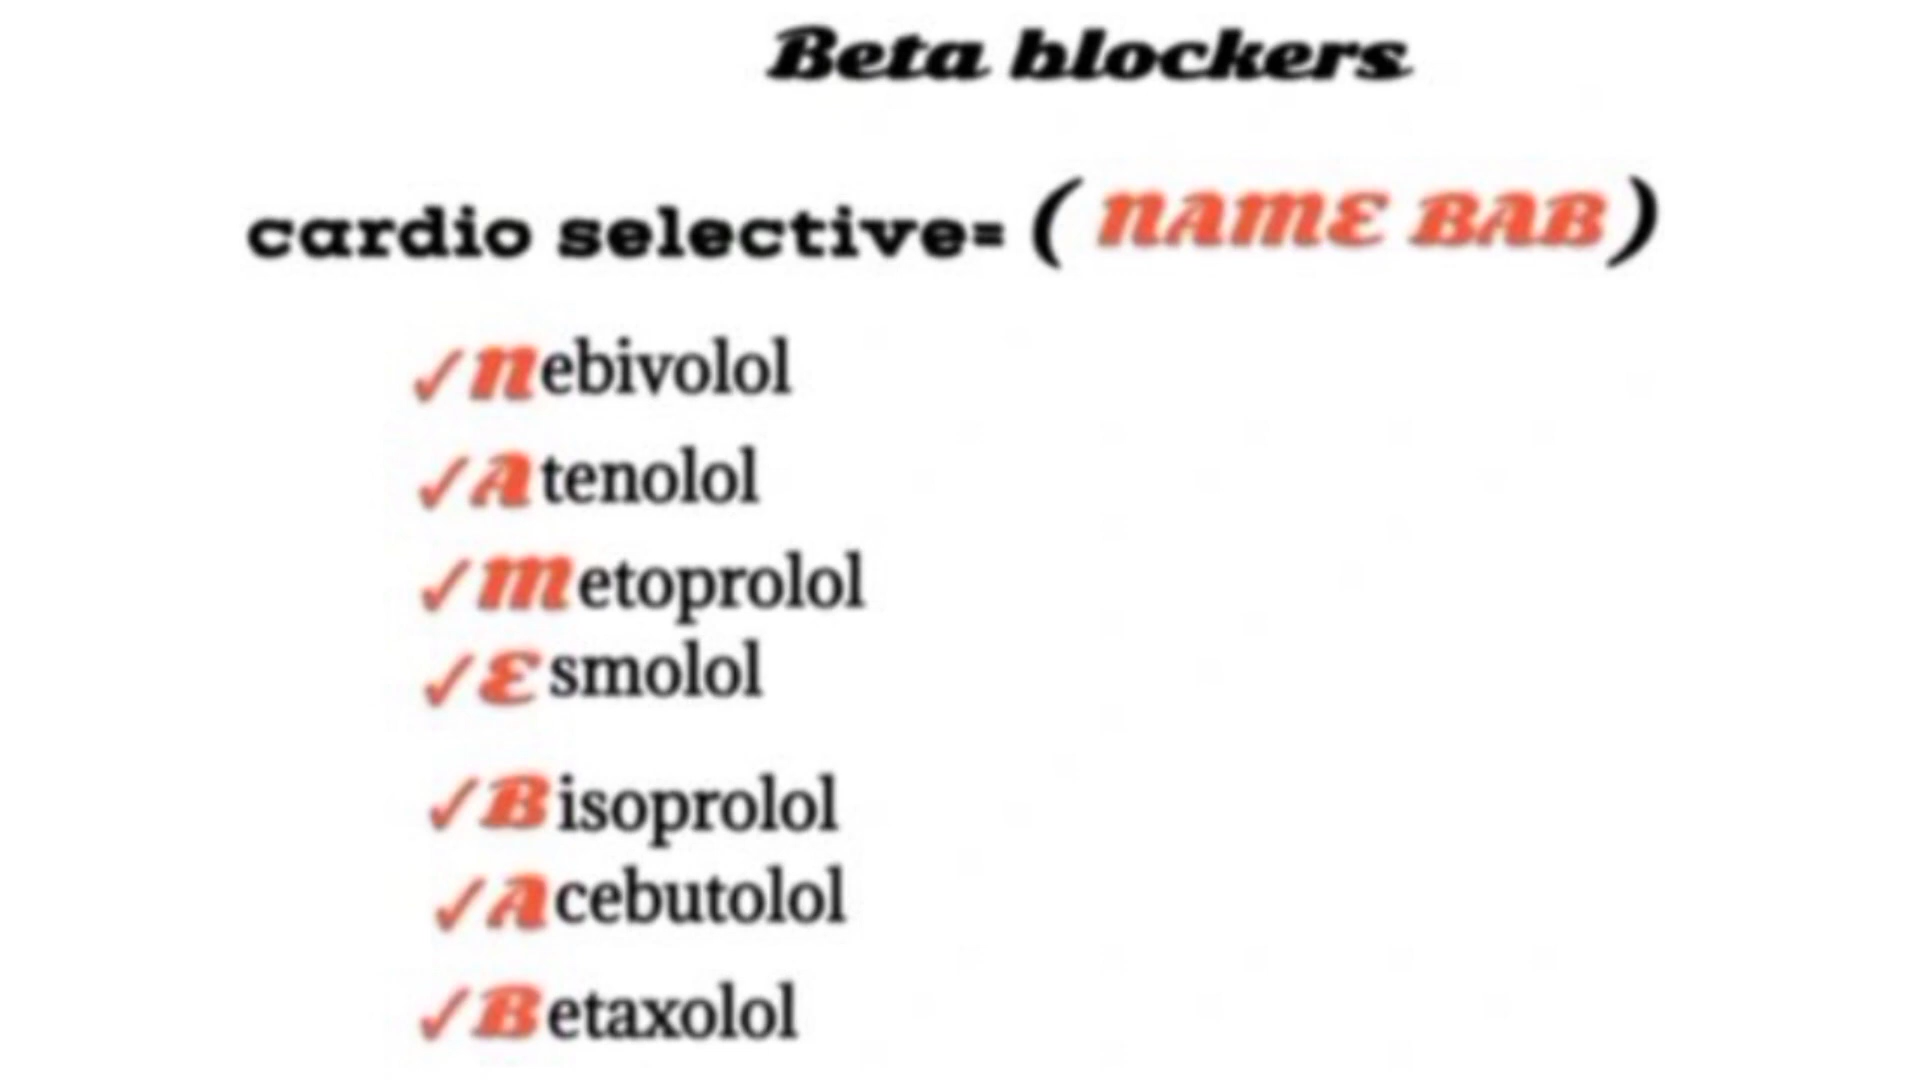 Beta blockers
cardio selective= ( NAME BAB )
✓Nebivolol
✓Atenolol
✓Metoprolol
✓Esmolol
✓Bisoprolol
✓Acebutolol
✓Betaxolol